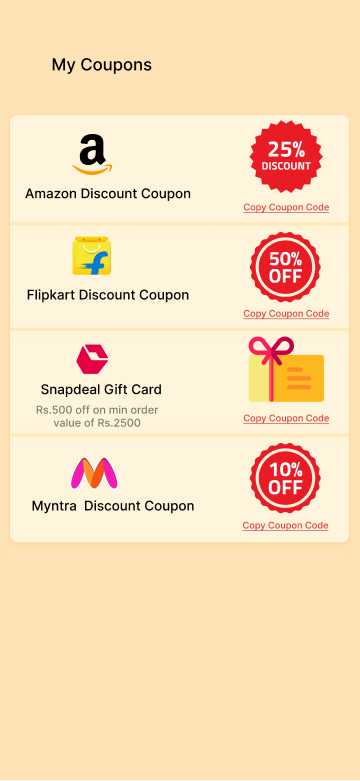 My Coupons
a
25%
DISCOUNT
Amazon Discount Coupon
Copy Coupon Code
f
50%
OFF
Flipkart Discount Coupon
Copy Coupon Code
Snapdeal Gift Card
Rs.500 off on min order
value of Rs.2500
Copy Coupon Code
10%
OFF
Myntra Discount Coupon
Copy Coupon Code